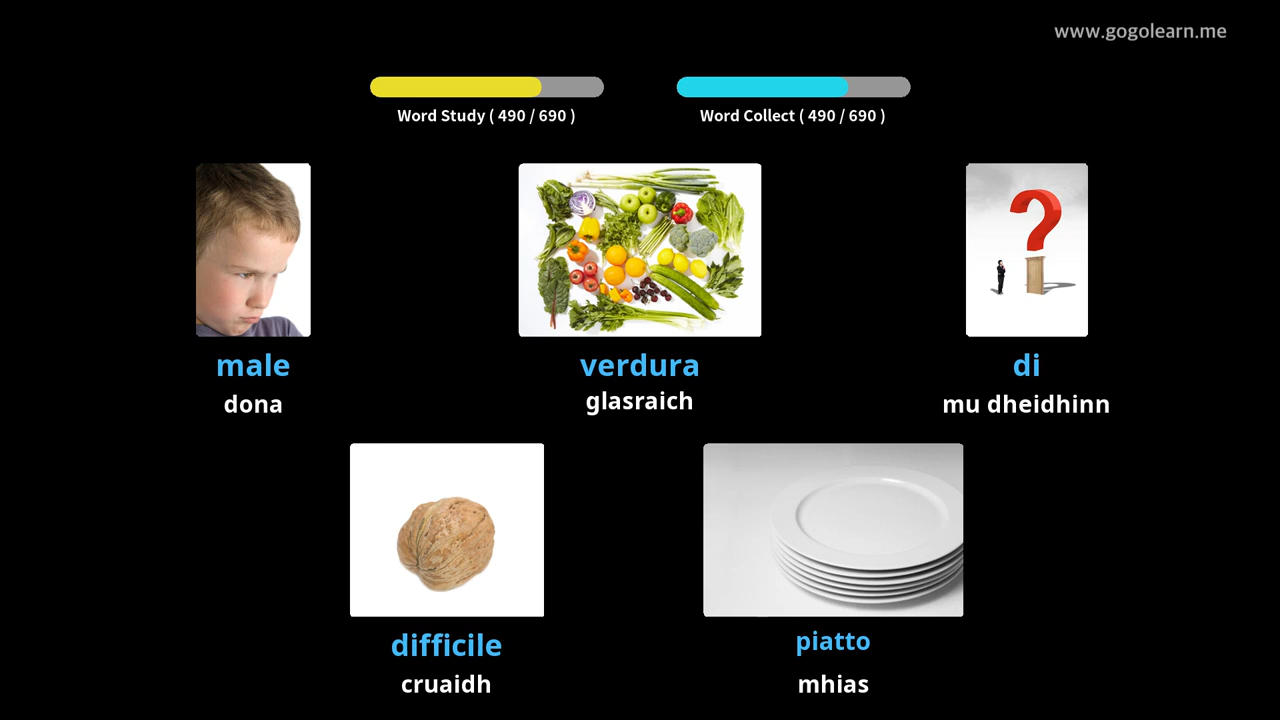 www.gogolearn.me
Word Study ( 490 / 690 )
Word Collect ( 490 / 690 )
male
dona
verdura
glasraich
di
mu dheidhinn
difficile
cruaidh
piatto
mhias